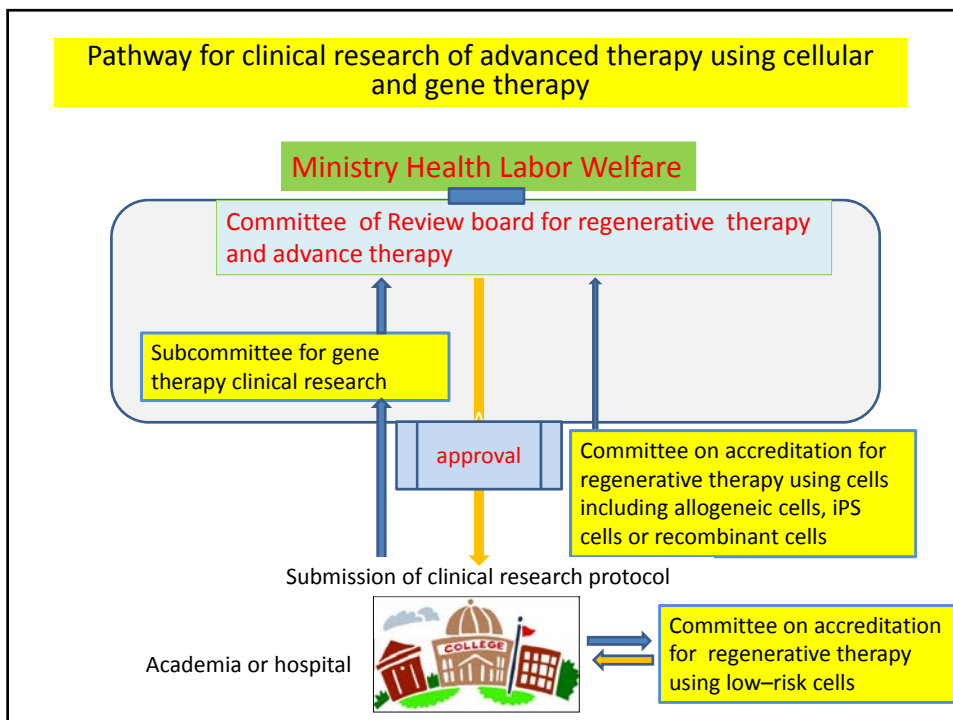 Pathway for clinical research of advanced therapy using cellular
and gene therapy
Ministry Health Labor Welfare
Committee of Review board for regenerative therapy
and advance therapy
Subcommittee for gene
therapy clinical research
approval
Committee on accreditation for
regenerative therapy using cells
including allogeneic cells, iPS
cells or recombinant cells
Submission of clinical research protocol
COLLEGE
Academia or hospital
Committee on accreditation
for regenerative therapy
using low–risk cells